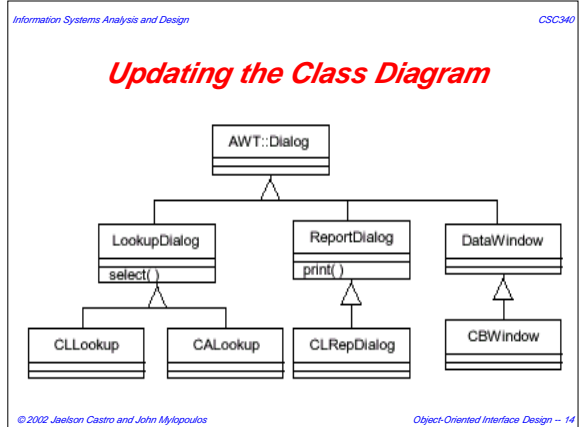 Information Systems Analysis and Design CSC340
Updating the Class Diagram
AWT::Dialog
LookupDialog ReportDialog DataWindow
select( ) print( )
CLLookup CALookup CLRepDialog CBWindow
© 2002 Jaelson Castro and John Mylopoulos Object-Oriented Interface Design -- 14